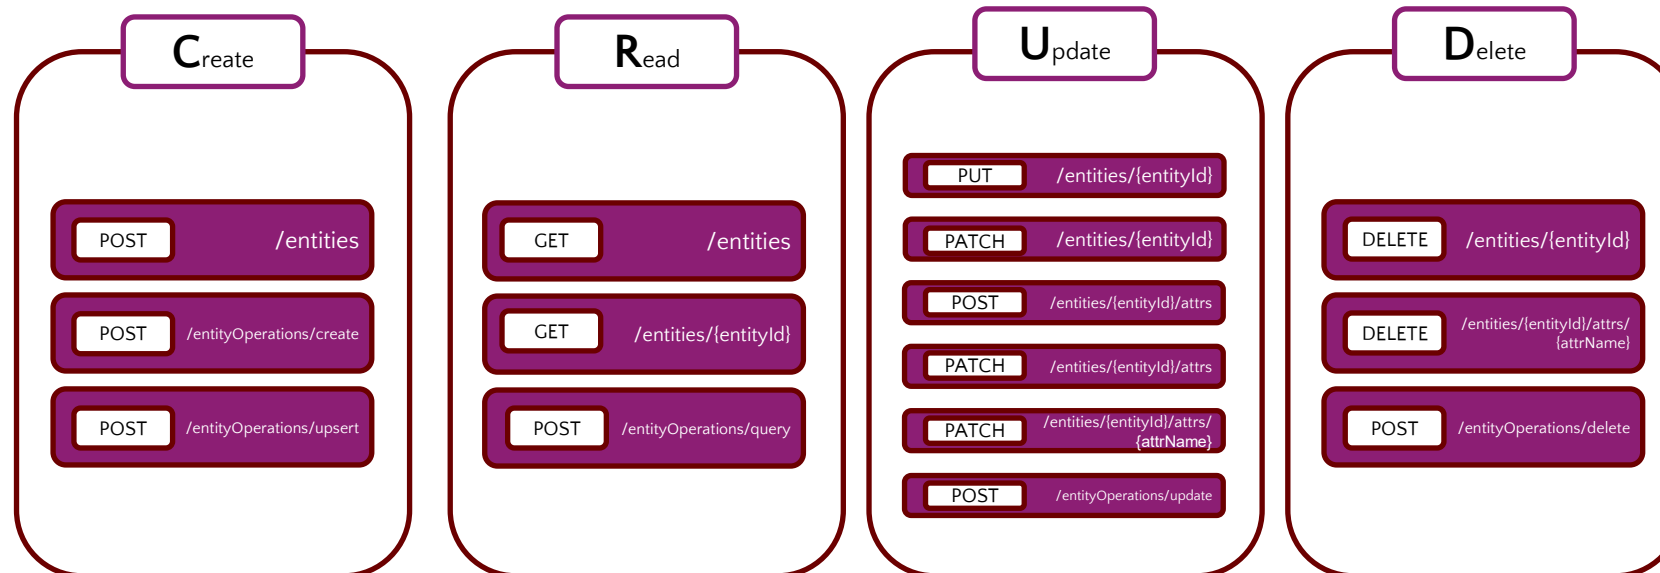 Create
POST /entities
POST /entityOperations/create
POST /entityOperations/upsert
Read
GET /entities
GET /entities/{entityId}
POST /entityOperations/query
Update
PUT /entities/{entityId}
PATCH /entities/{entityId}
POST /entities/{entityId}/attrs
PATCH /entities/{entityId}/attrs
PATCH /entities/{entityId}/attrs/
{attrName}
POST /entityOperations/update
Delete
DELETE /entities/{entityId}
DELETE /entities/{entityId}/attrs/
{attrName}
POST /entityOperations/delete